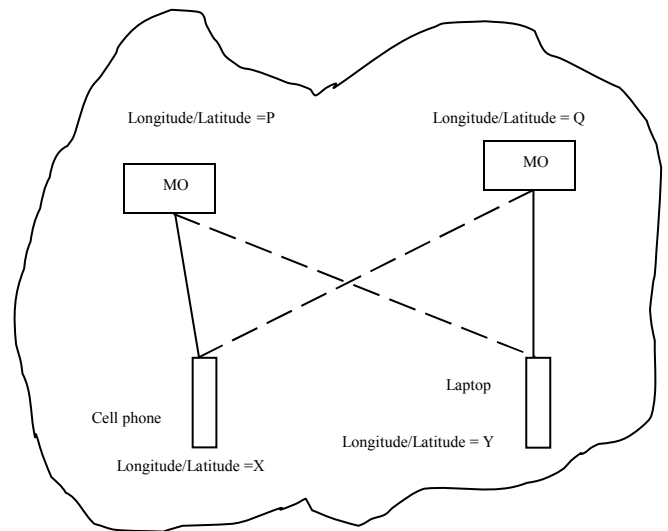 Longitude/Latitude =P
Longitude/Latitude = Q
MO
MO
Laptop
Cell phone
Longitude/Latitude = Y
Longitude/Latitude =X